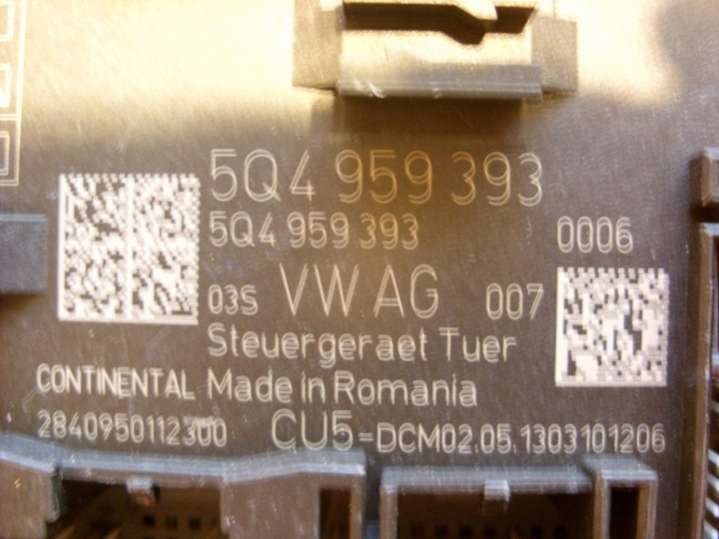 5Q4 959 393
5Q4 959 393 0006
03S VW AG 007
Steuergeraet Tuer
CONTINENTAL Made in Romania
2840950112300 CU5=DCM02.05.1303101206